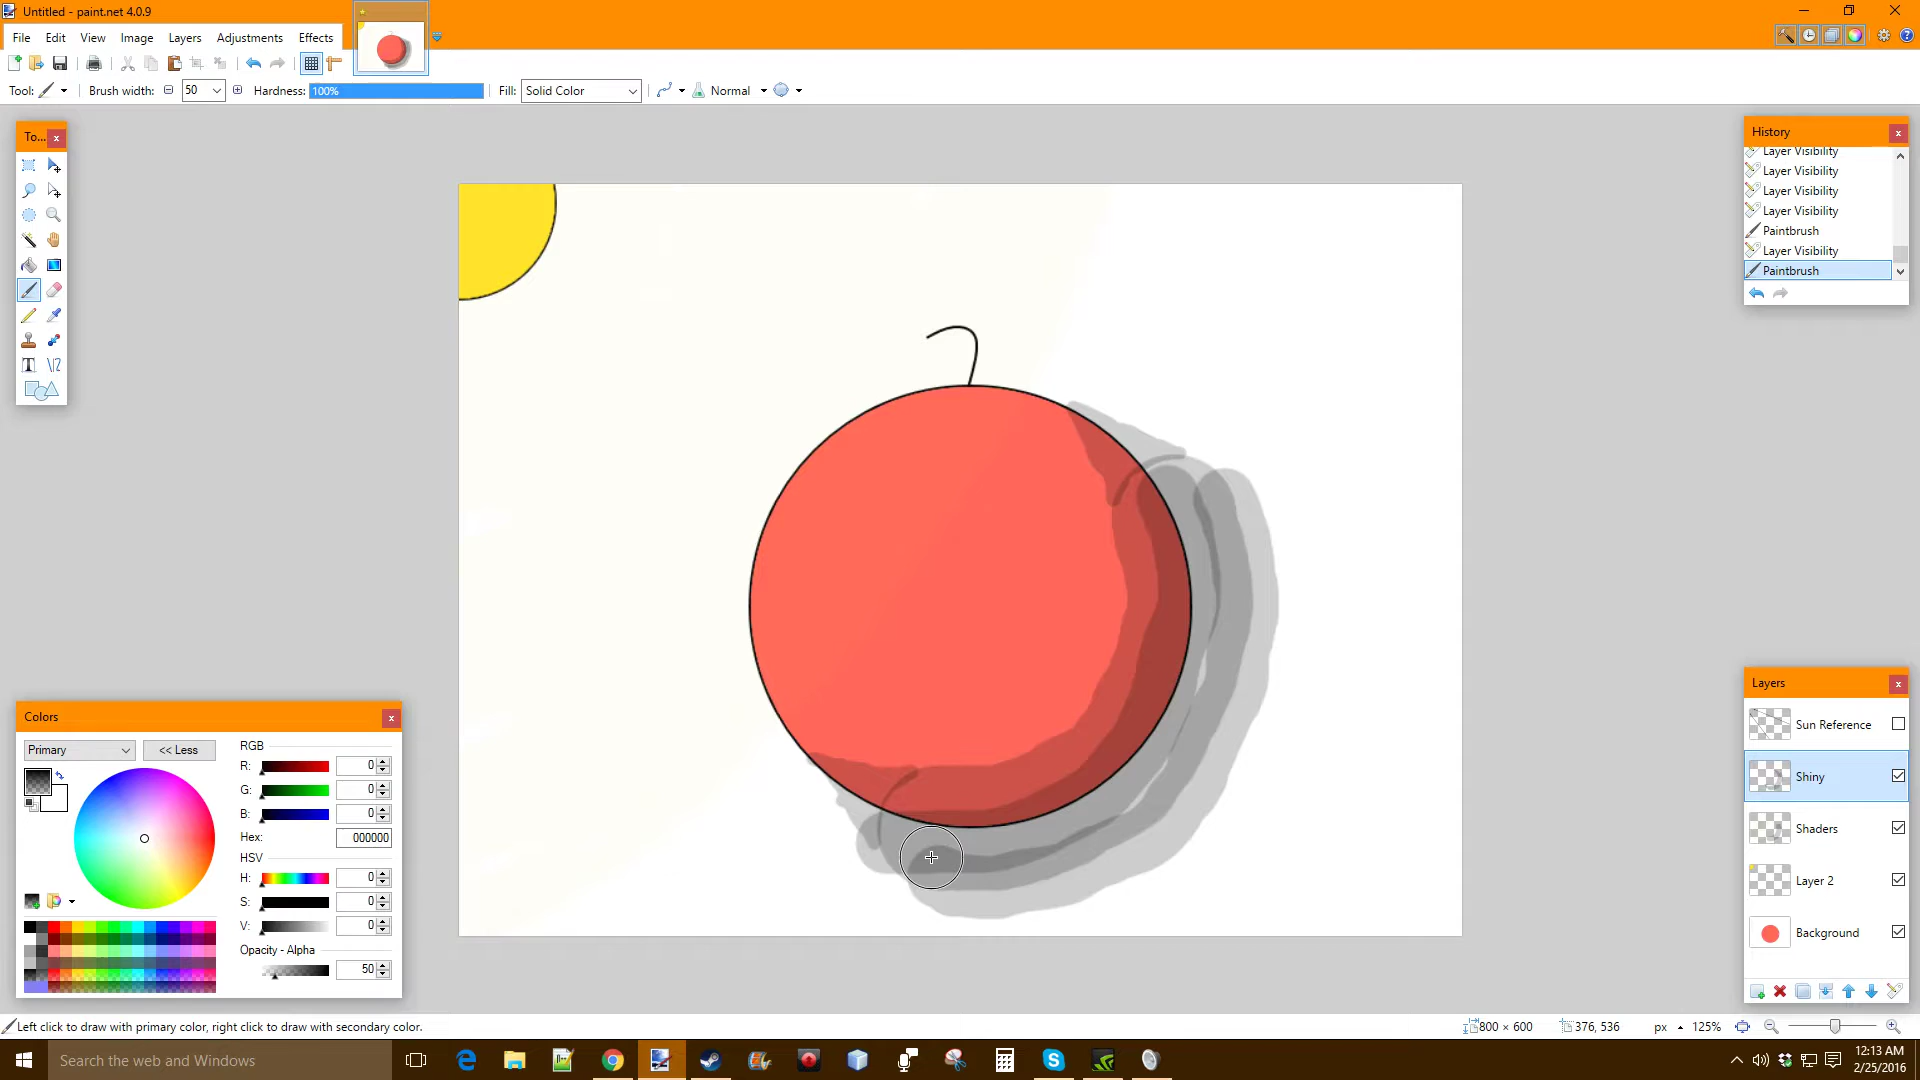 Untitled - paint.net 4.0.9
File Edit View Image Layers Adjustments Effects
Tool: Brush width: 50 Hardness: 100% Fill: Solid Color Normal
To...
History
Layer Visibility
Layer Visibility
Layer Visibility
Layer Visibility
Paintbrush
Layer Visibility
Paintbrush
Colors
Primary
<< Less
RGB
R: 0
G: 0
B: 0
Hex: 000000
HSV
H: 0
S: 0
V: 0
Opacity - Alpha
50
Layers
Sun Reference
Shiny
Shaders
Layer 2
Background
Left click to draw with primary color, right click to draw with secondary color.
800 × 600 376, 536 px 125%
Search the web and Windows
12:13 AM
2/25/2016